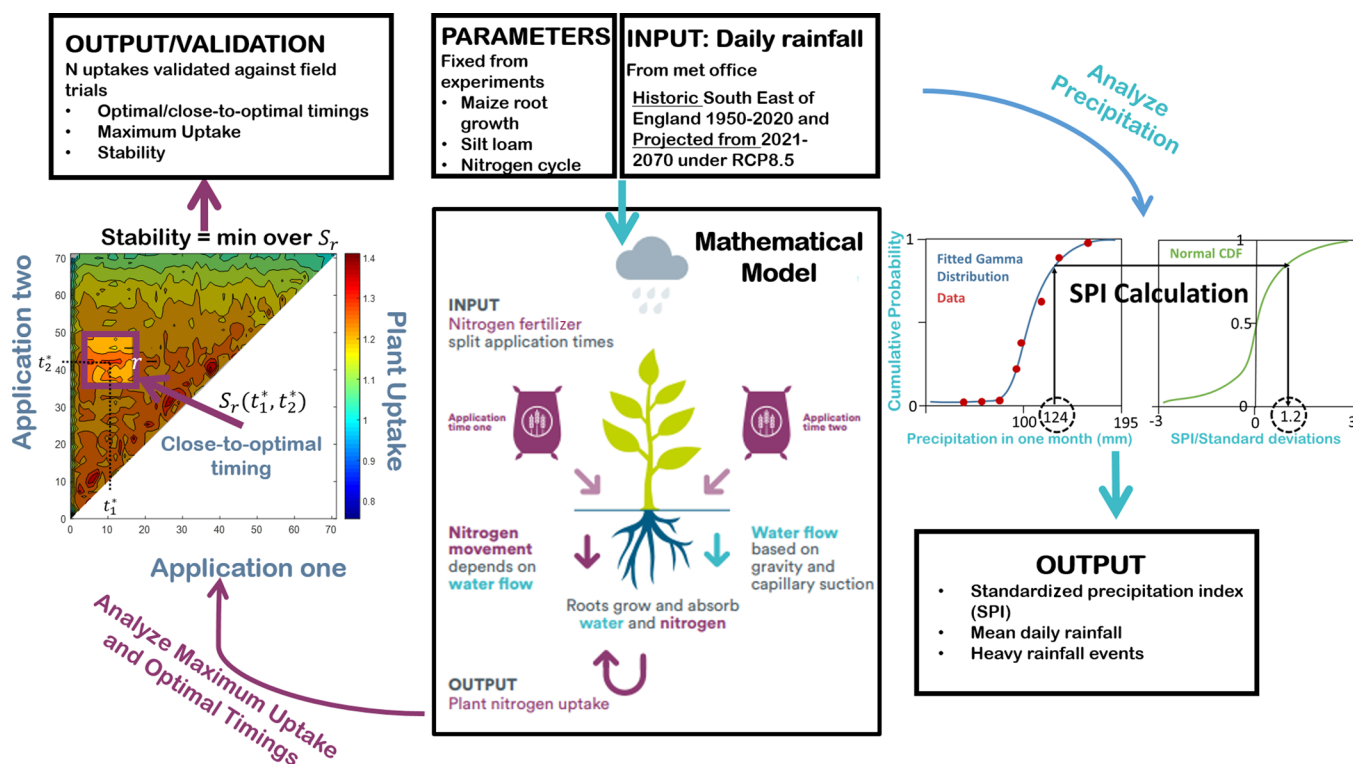 OUTPUT/VALIDATION
N uptakes validated against field
trials
• Optimal/close-to-optimal timings
• Maximum Uptake
• Stability
PARAMETERS
Fixed from
experiments
• Maize root
growth
• Silt loam
• Nitrogen cycle
INPUT: Daily rainfall
From met office
Historic South East of
England 1950-2020 and
Projected from 2021-
2070 under RCP8.5
Analyze
Precipitation
Stability = min over S_r
Application two
70
60
50
40
30
20
10
0
t₂*
r
S_r(t₁*, t₂*)
Close-to-optimal
timing
t₁*
0 10 20 30 40 50 60 70
Application one
1.4
1.3
1.2
1.1
1
0.9
0.8
Plant Uptake
Analyze Maximum Uptake
and Optimal Timings
Mathematical
Model
INPUT
Nitrogen fertilizer
split application times
Application
time one
Application
time two
Nitrogen
movement
depends on
water flow
Water flow
based on
gravity and
capillary suction
Roots grow and absorb
water and nitrogen
OUTPUT
Plant nitrogen uptake
Cumulative Probability
1
0
Fitted Gamma
Distribution
Data
100 124 195
Precipitation in one month (mm)
SPI Calculation
Normal CDF
1
0.5
0
-3 1.2 3
SPI/Standard deviations
OUTPUT
• Standardized precipitation index
(SPI)
• Mean daily rainfall
• Heavy rainfall events